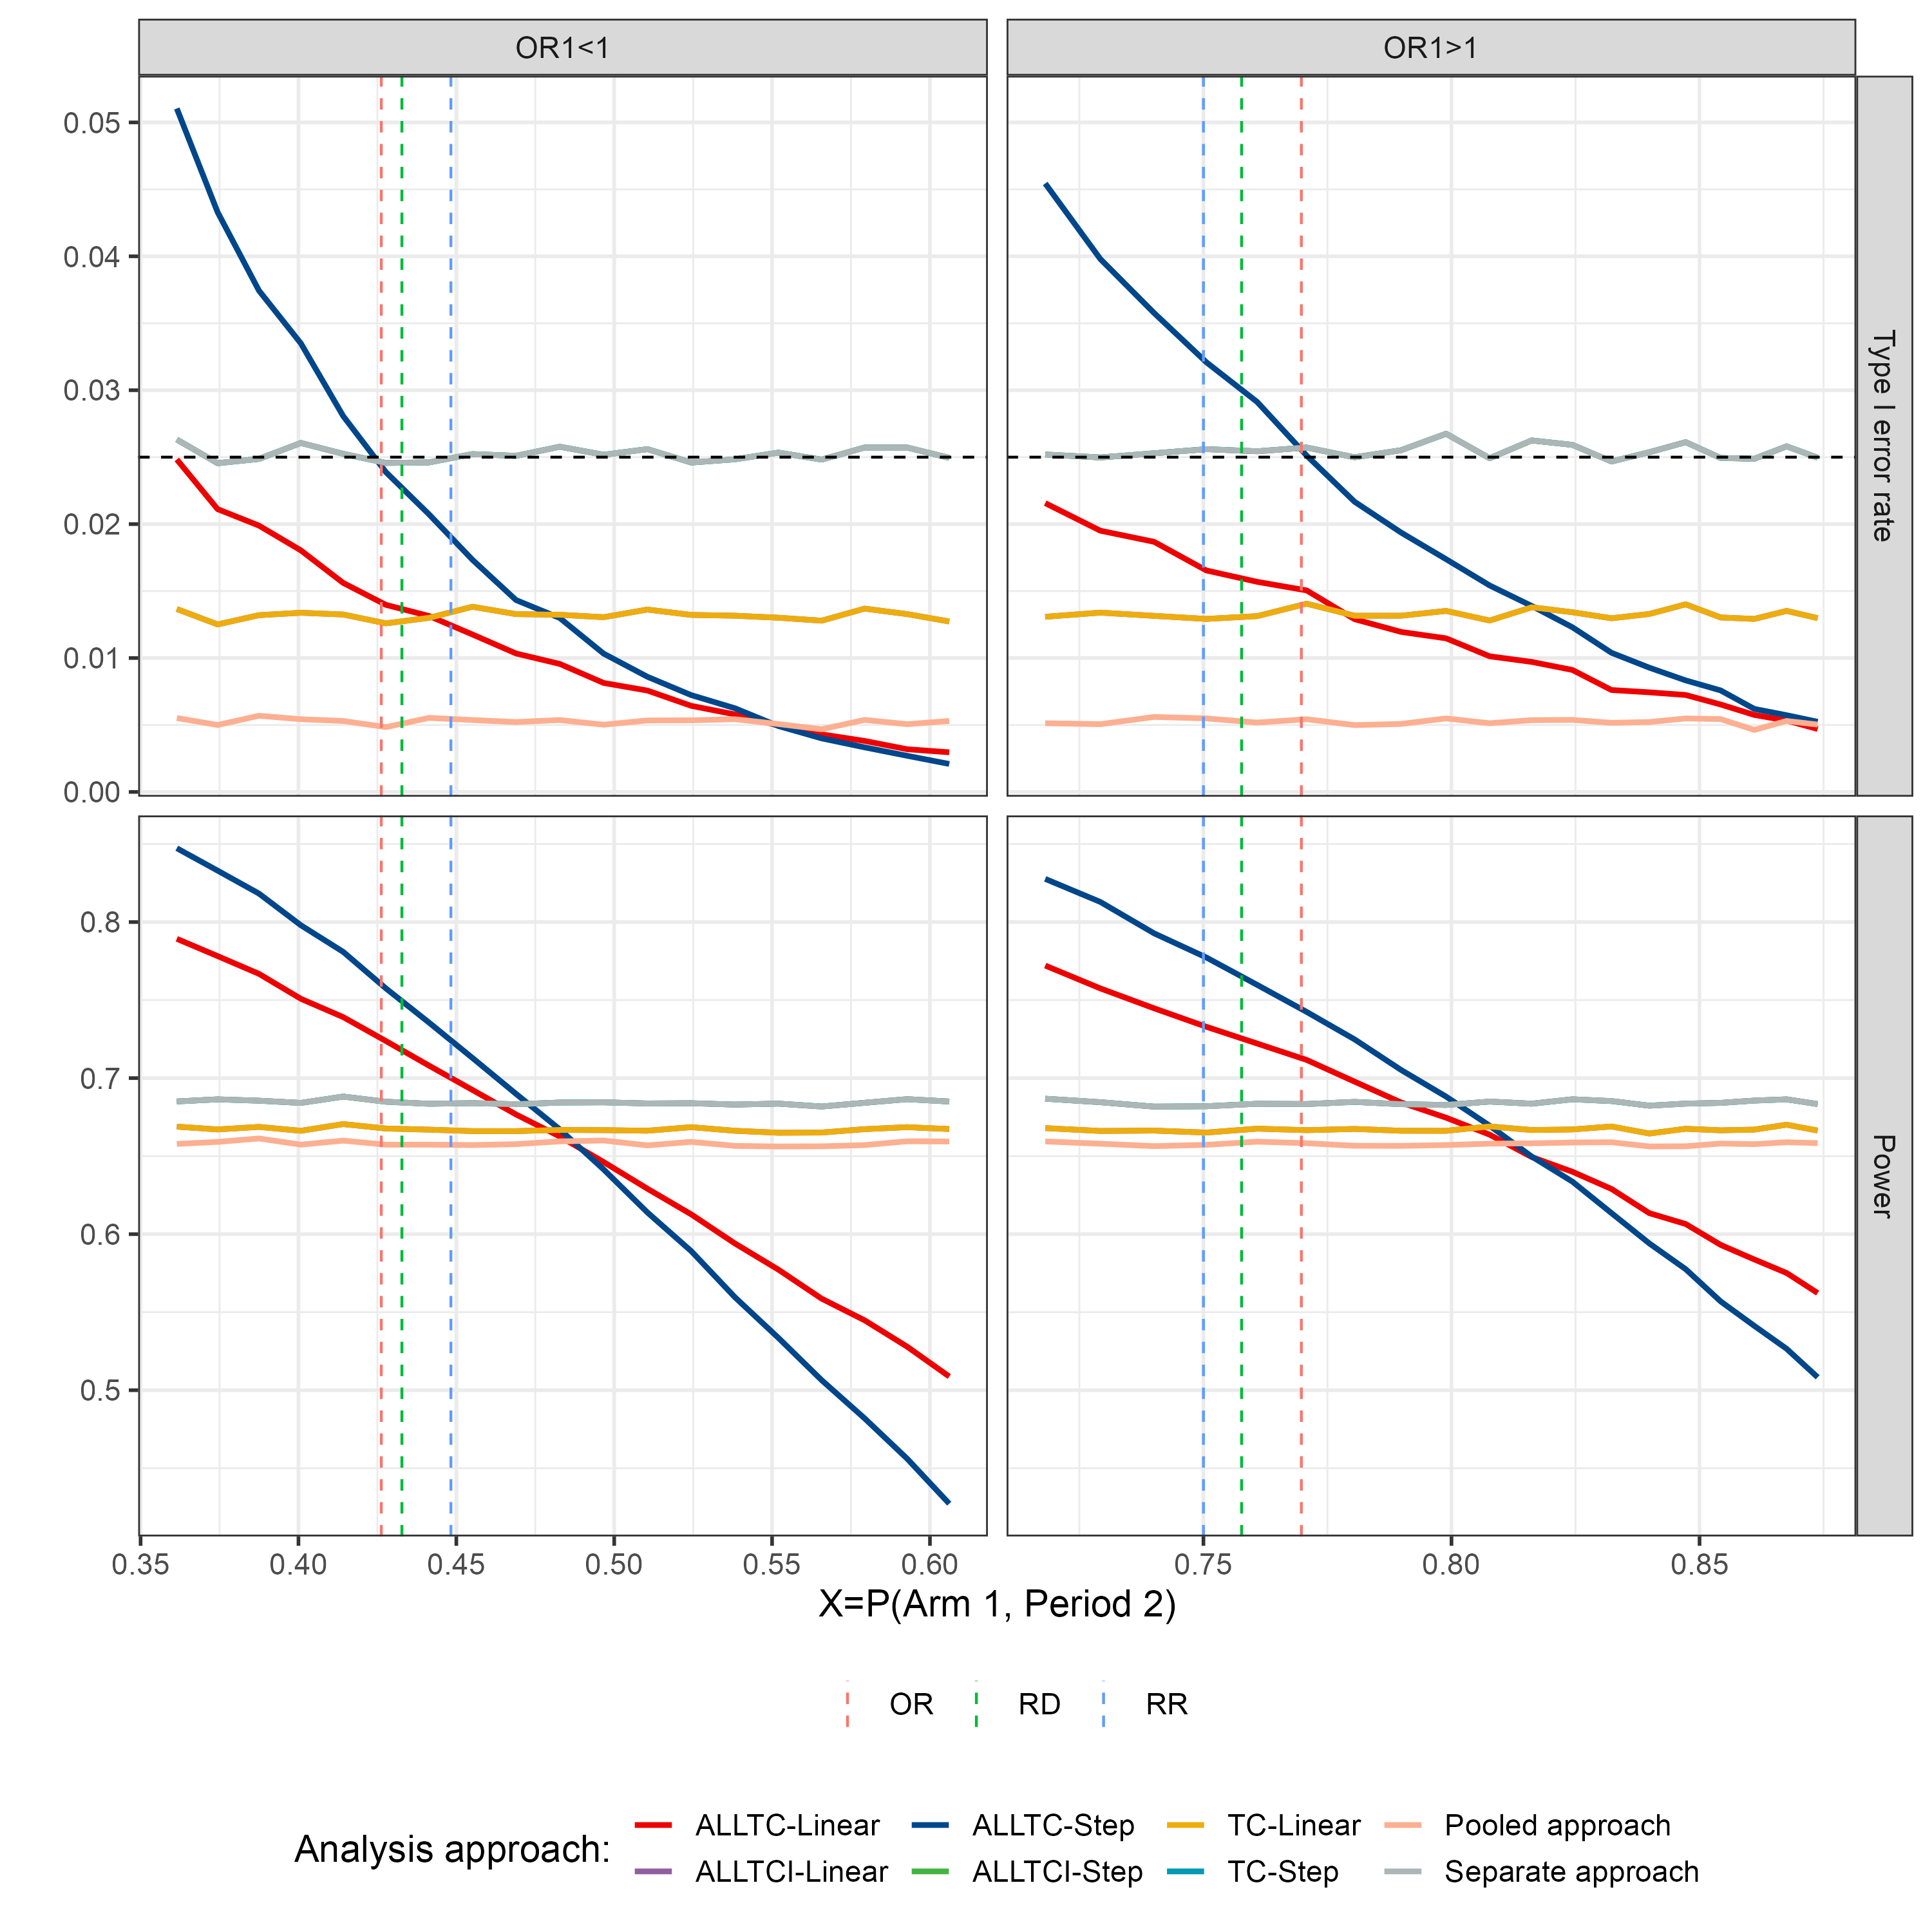 OR1<1 OR1>1
0.05
0.04
0.03
0.02
0.01
0.00
Type I error rate
0.8
0.7
0.6
0.5
Power
0.35 0.40 0.45 0.50 0.55 0.60 0.75 0.80 0.85
X=P(Arm 1, Period 2)
OR RD RR
Analysis approach:
ALLTC-Linear ALLTC-Step TC-Linear Pooled approach
ALLTCI-Linear ALLTCI-Step TC-Step Separate approach